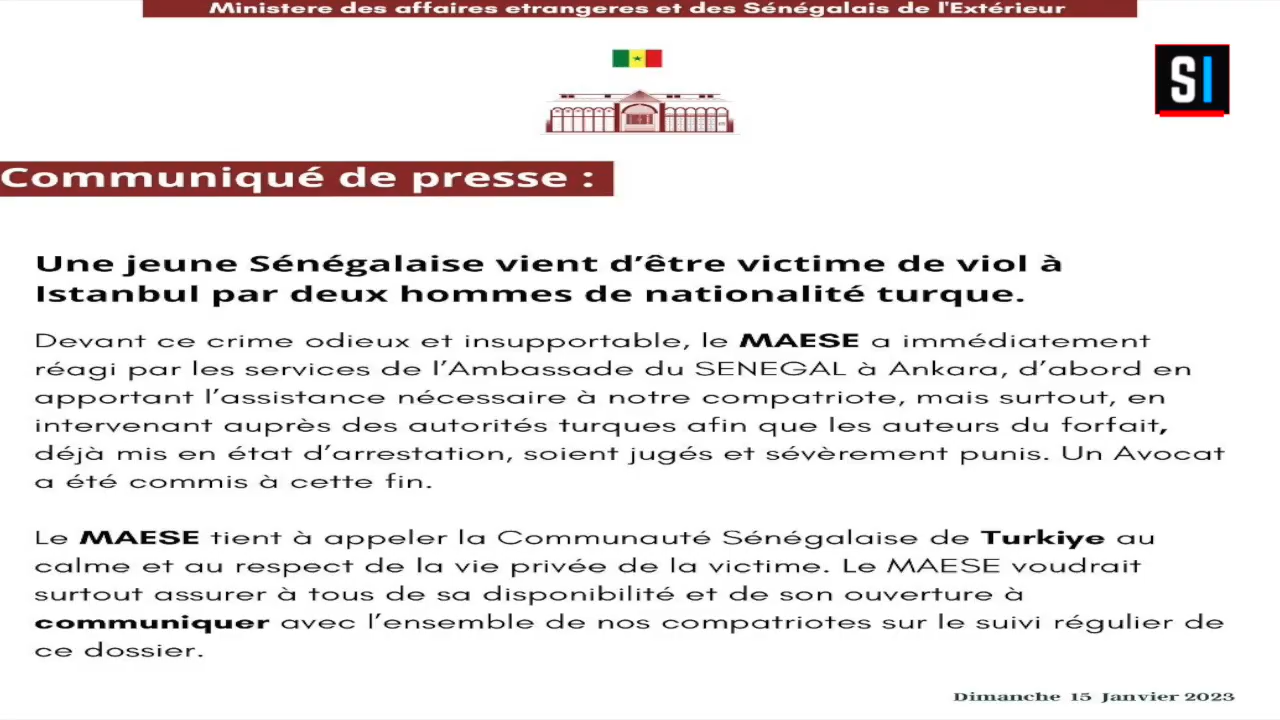 Ministere des affaires etrangeres et des Sénégalais de l'Extérieur
SI
Communiqué de presse :
Une jeune Sénégalaise vient d’être victime de viol à
Istanbul par deux hommes de nationalité turque.
Devant ce crime odieux et insupportable, le MAESE a immédiatement
réagi par les services de l’Ambassade du SENEGAL à Ankara, d’abord en
apportant l’assistance nécessaire à notre compatriote, mais surtout, en
intervenant auprès des autorités turques afin que les auteurs du forfait,
déjà mis en état d’arrestation, soient jugés et sévèrement punis. Un Avocat
a été commis à cette fin.
Le MAESE tient à appeler la Communauté Sénégalaise de Turkiye au
calme et au respect de la vie privée de la victime. Le MAESE voudrait
surtout assurer à tous de sa disponibilité et de son ouverture à
communiquer avec l’ensemble de nos compatriotes sur le suivi régulier de
ce dossier.
Dimanche 15 Janvier 2023